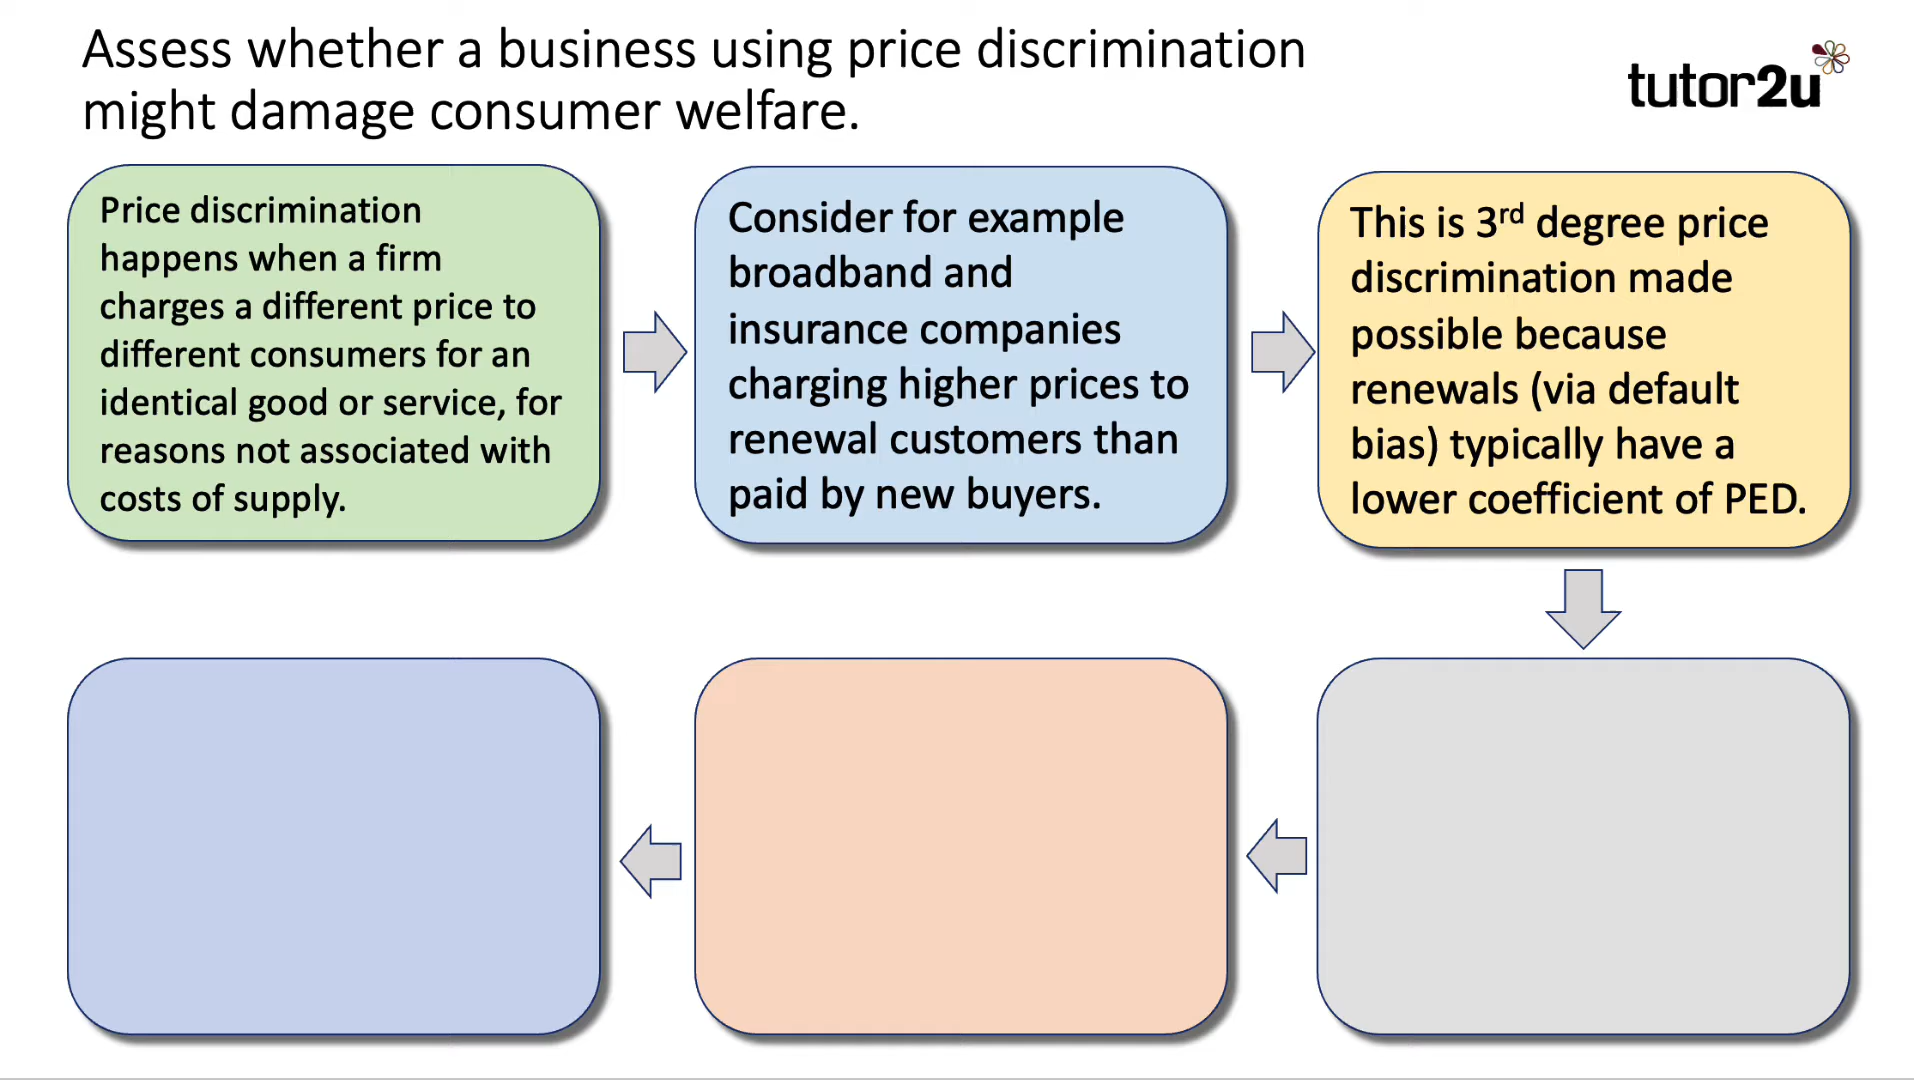 Assess whether a business using price discrimination
might damage consumer welfare.
tutor2u
Price discrimination
happens when a firm
charges a different price to
different consumers for an
identical good or service, for
reasons not associated with
costs of supply.
Consider for example
broadband and
insurance companies
charging higher prices to
renewal customers than
paid by new buyers.
This is 3rd degree price
discrimination made
possible because
renewals (via default
bias) typically have a
lower coefficient of PED.